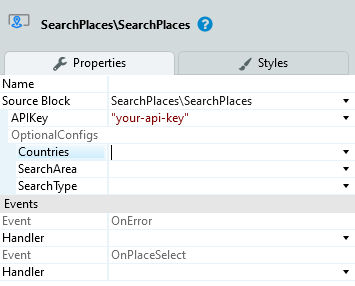 SearchPlaces\SearchPlaces ?
Properties Styles
Name
Source Block SearchPlaces\SearchPlaces
APIKey "your-api-key"
OptionalConfigs
Countries
SearchArea
SearchType
Events
Event OnError
Handler
Event OnPlaceSelect
Handler